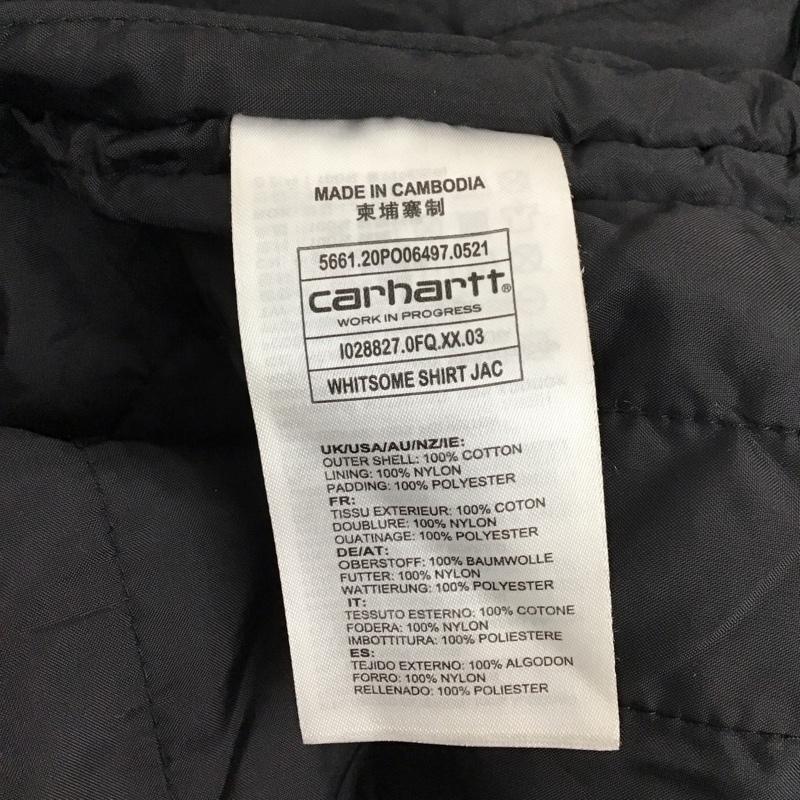 MADE IN CAMBODIA
柬埔寨制
5661.20PO06497.0521
carhartt®
WORK IN PROGRESS
I028827.0FQ.XX.03
WHITSOME SHIRT JAC
UK/USA/AU/NZ/IE:
OUTER SHELL: 100% COTTON
LINING: 100% NYLON
PADDING: 100% POLYESTER
FR:
TISSU EXTERIEUR: 100% COTON
DOUBLURE: 100% NYLON
OUATINAGE: 100% POLYESTER
DE/AT:
OBERSTOFF: 100% BAUMWOLLE
FUTTER: 100% NYLON
WATTIERUNG: 100% POLYESTER
IT:
TESSUTO ESTERNO: 100% COTONE
FODERA: 100% NYLON
IMBOTTITURA: 100% POLIESTERE
ES:
TEJIDO EXTERNO: 100% ALGODON
FORRO: 100% NYLON
RELLENADO: 100% POLIESTER